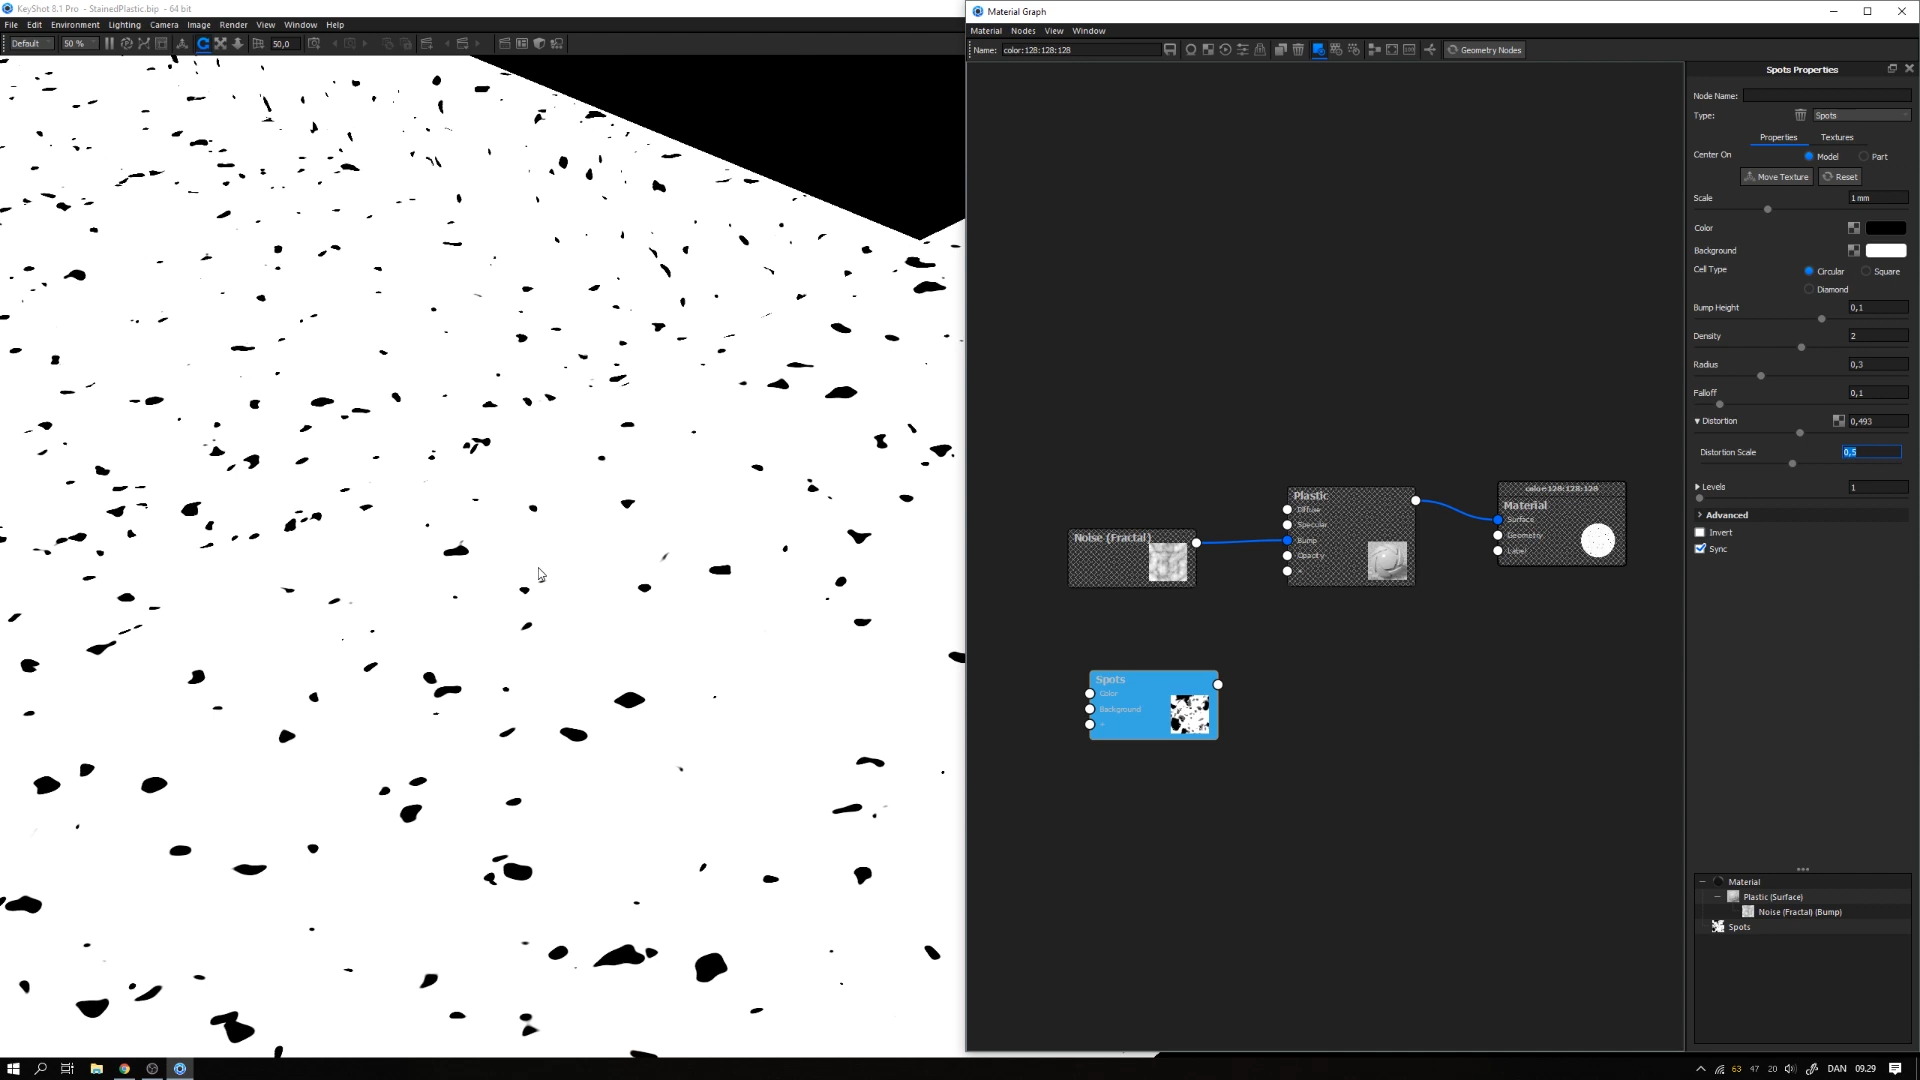 KeyShot 8.1 Pro - StainedPlastic.bip - 64 bit
File Edit Environment Lighting Camera Image Render View Window Help
Default 50 % 50,0
Material Graph
Material Nodes View Window
Name: color:128:128:128 Geometry Nodes
Spots Properties
Node Name:
Type: Spots
Properties Textures
Center On Model Part
Move Texture Reset
Scale 1 mm
Color
Background
Cell Type Circular Square
Diamond
Bump Height 0,1
Density 2
Radius 0,3
Falloff 0,1
Distortion 0,493
Distortion Scale 0,5
Levels 1
Advanced
Invert
Sync
Noise (Fractal)
Plastic
Diffuse
Specular
Bump
Opacity
+
color:128:128:128
Material
Surface
Geometry
Label
Spots
Color
Background
+
Material
Plastic (Surface)
Noise (Fractal) (Bump)
Spots
63 47 20 DAN 09.29